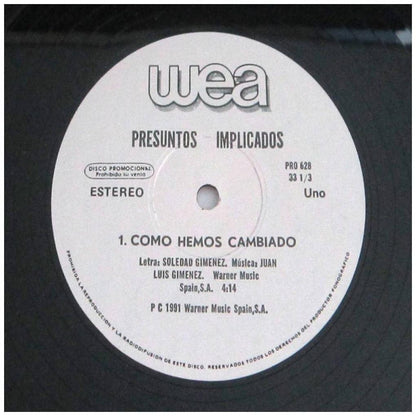 wea
PRESUNTOS IMPLICADOS
DISCO PROMOCIONAL
Prohibida su venta
PRO 628
33 1/3
ESTEREO
Uno
1. COMO HEMOS CAMBIADO
Letra: SOLEDAD GIMENEZ. Música: JUAN
LUIS GIMENEZ. Warner Music
Spain,S.A. 4:14
P C 1991 Warner Music Spain,S.A.
PROHIBIDA LA REPRODUCCION Y LA RADIODIFUSION DE ESTE DISCO. RESERVADOS TODOS LOS DERECHOS DEL PRODUCTOR FONOGRAFICO